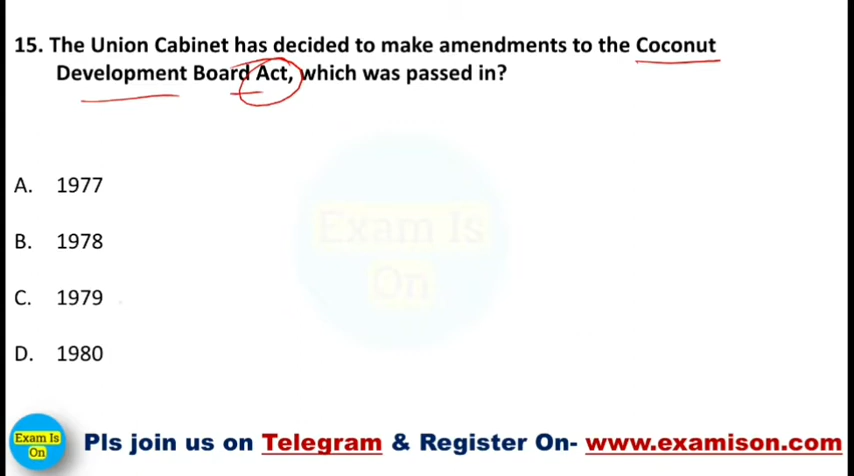 15. The Union Cabinet has decided to make amendments to the Coconut
Development Board Act, which was passed in?
Exam Is
On
A. 1977
B. 1978
C. 1979
D. 1980
Exam Is
On
Pls join us on Telegram & Register On- www.examison.com